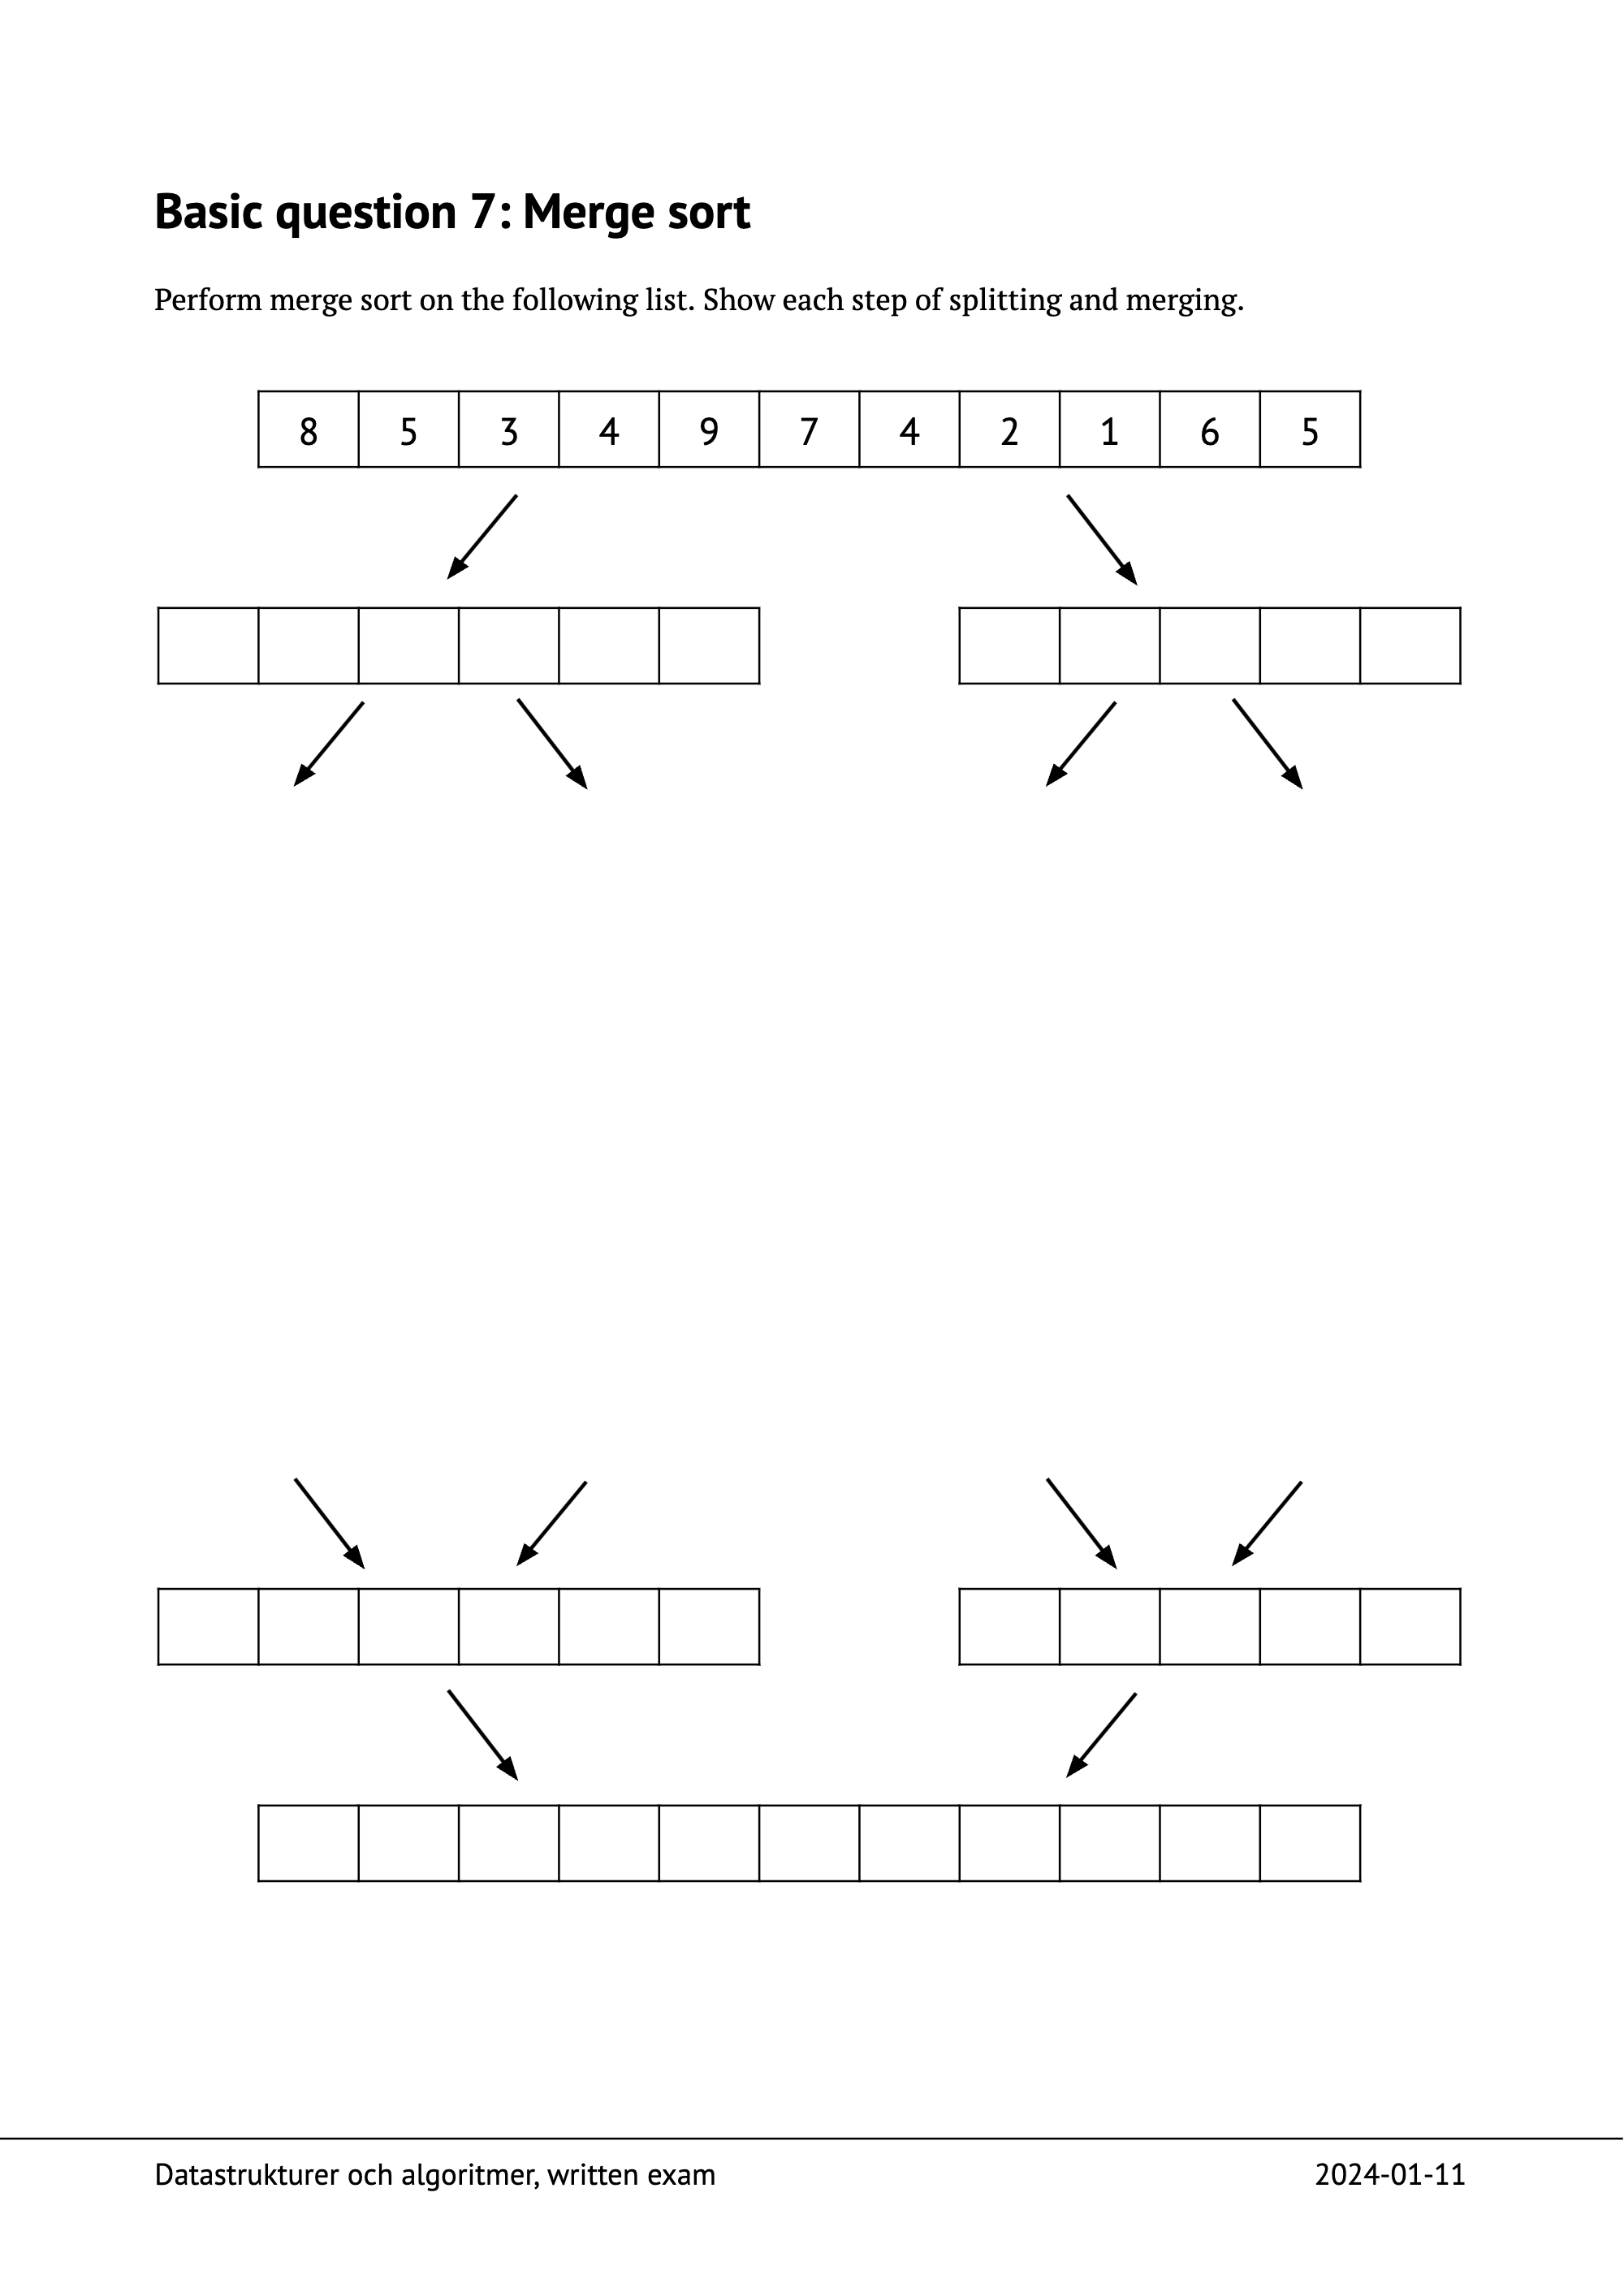 Basic question 7: Merge sort
Perform merge sort on the following list. Show each step of splitting and merging.
8 5 3 4 9 7 4 2 1 6 5
Datastrukturer och algoritmer, written exam 2024-01-11